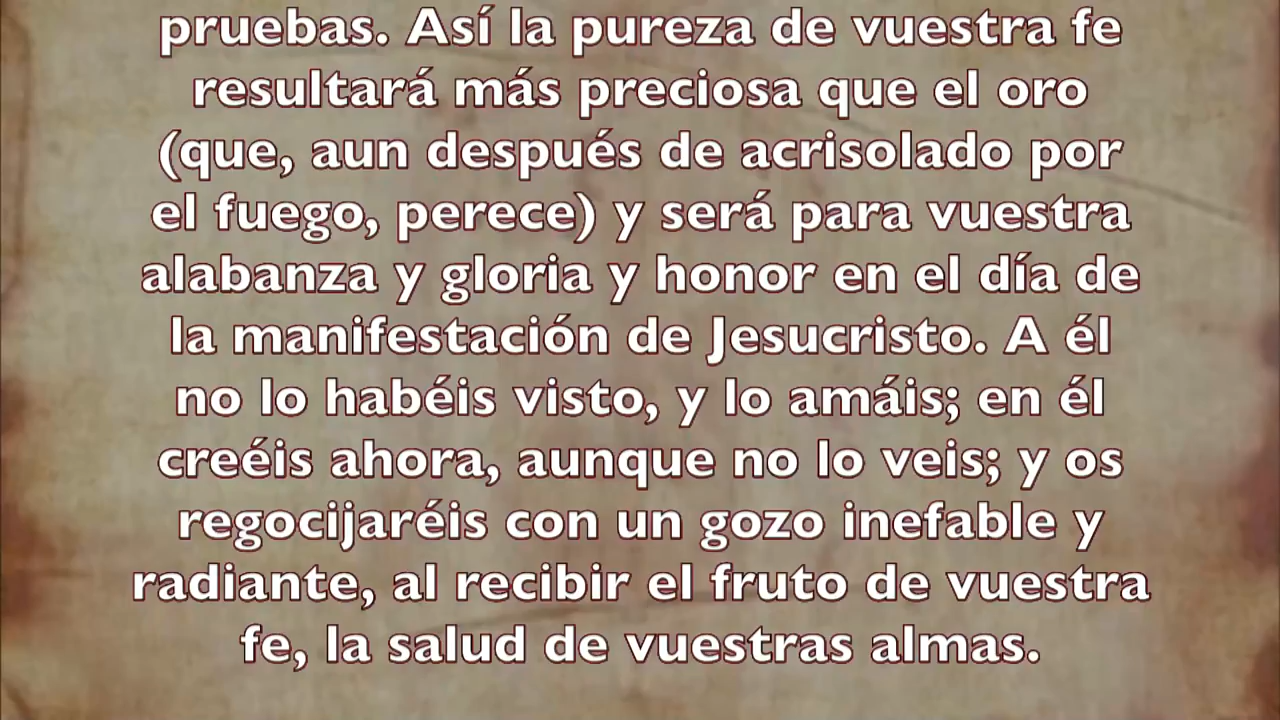 pruebas. Así la pureza de vuestra fe
resultará más preciosa que el oro
(que, aun después de acrisolado por
el fuego, perece) y será para vuestra
alabanza y gloria y honor en el día de
la manifestación de Jesucristo. A él
no lo habéis visto, y lo amáis; en él
creéis ahora, aunque no lo veis; y os
regocijaréis con un gozo inefable y
radiante, al recibir el fruto de vuestra
fe, la salud de vuestras almas.